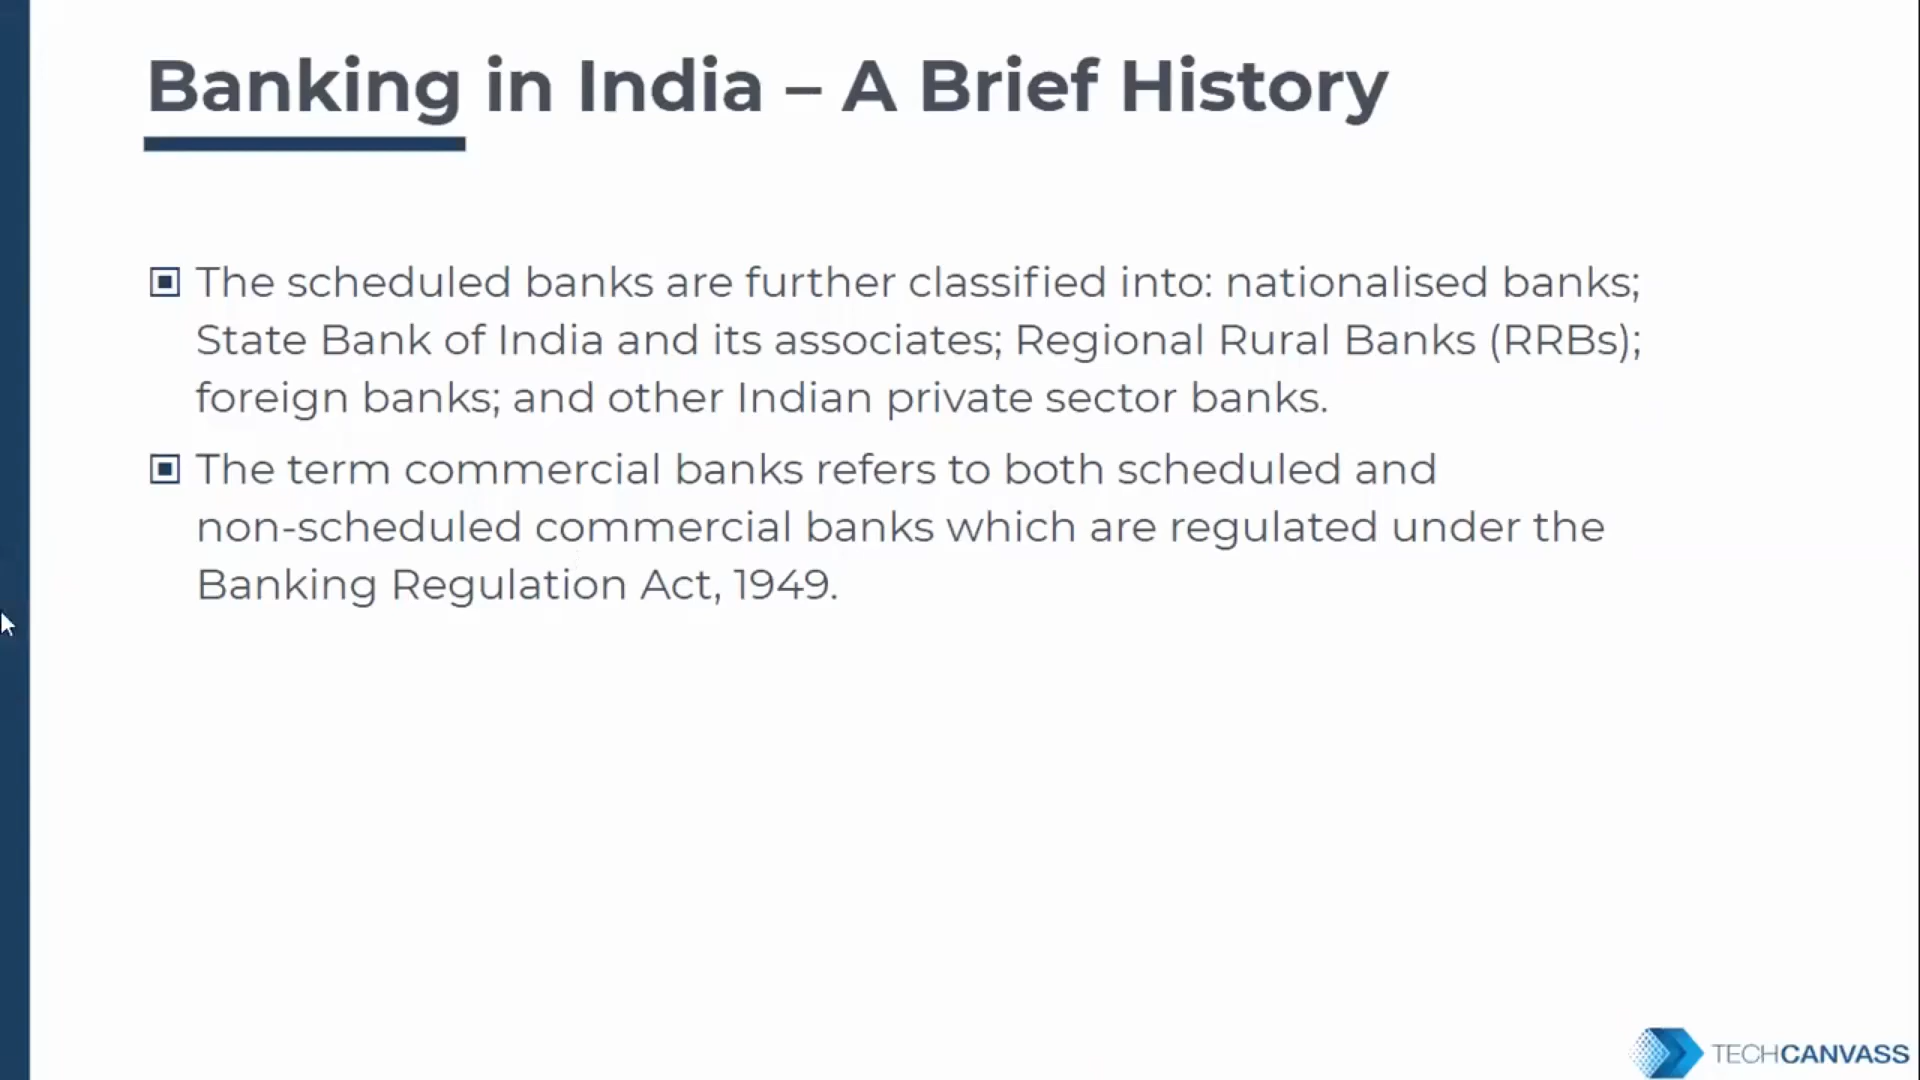 Banking in India – A Brief History
The scheduled banks are further classified into: nationalised banks;
State Bank of India and its associates; Regional Rural Banks (RRBs);
foreign banks; and other Indian private sector banks.
The term commercial banks refers to both scheduled and
non-scheduled commercial banks which are regulated under the
Banking Regulation Act, 1949.
TECHCANVASS